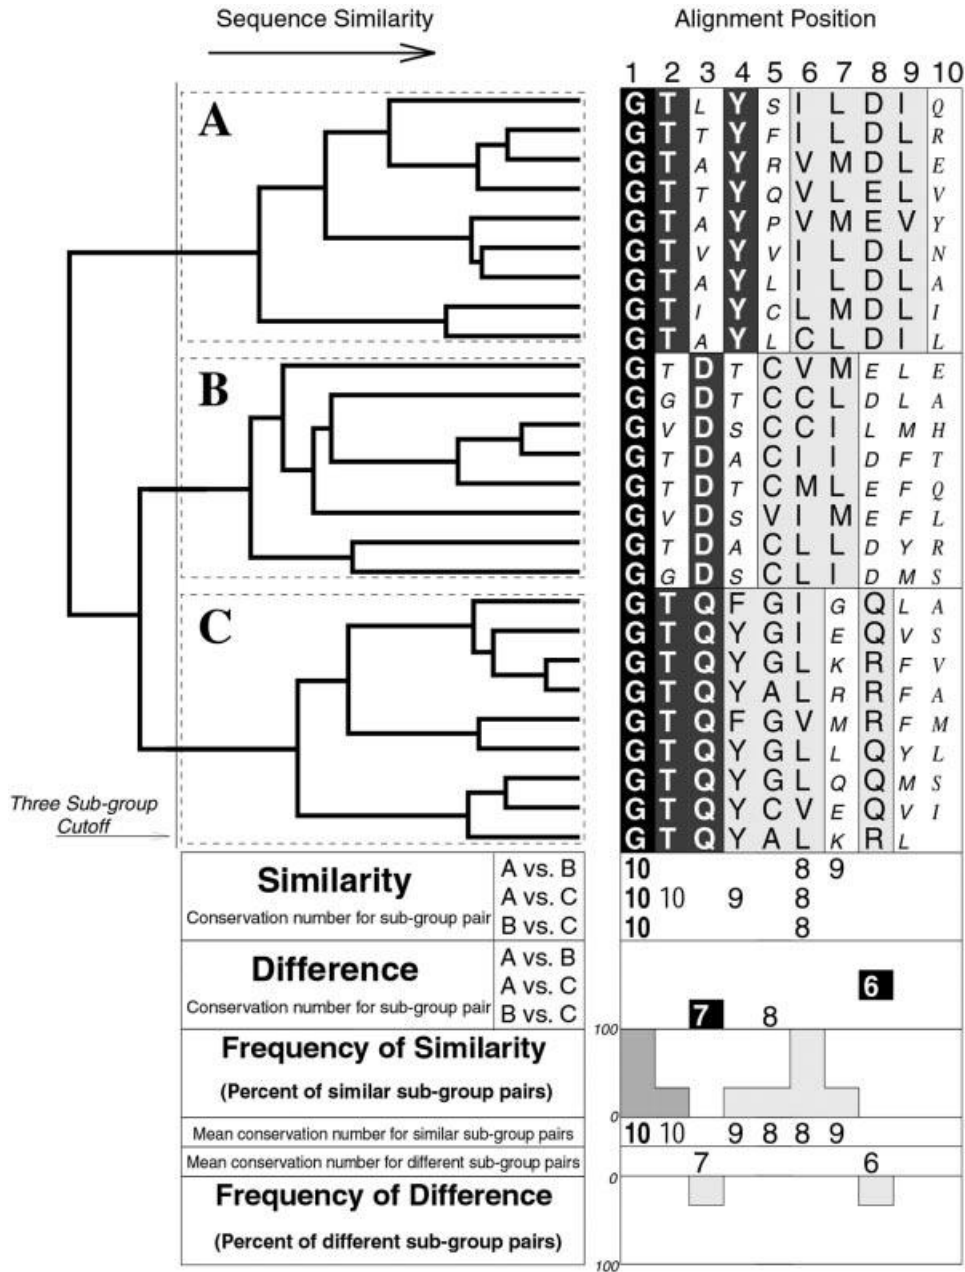 Sequence Similarity
Alignment Position
1 2 3 4 5 6 7 8 9 10
A
G T L Y S I L D I Q
G T T Y F I L D L R
G T A Y R V M D L E
G T T Y Q V L E L V
G T A Y P V M E V Y
G T V Y V I L D L N
G T A Y L I L D L A
G T I Y C L M D L I
G T A Y L C L D I L
B
G T D T C V M E L E
G G D T C C L D L A
G V D S C C I L M H
G T D A C I I D F T
G T D T C M L E F Q
G V D S V I M E F L
G T D A C L L D Y R
G G D S C L I D M S
C
G T Q F G I G Q L A
G T Q Y G I E Q V S
G T Q Y G L K R F V
G T Q Y A L R R F A
G T Q F G V M R F M
G T Q Y G L L Q Y L
G T Q Y G L Q Q M S
G T Q Y C V E Q V I
G T Q Y A L K R L
Three Sub-group
Cutoff
Similarity
Conservation number for sub-group pair
A vs. B
A vs. C
B vs. C
10 8 9
10 10 9 8
10 8
Difference
Conservation number for sub-group pair
A vs. B
A vs. C
B vs. C
6
7 8
Frequency of Similarity
(Percent of similar sub-group pairs)
100
0
Mean conservation number for similar sub-group pairs
10 10 9 8 8 9
Mean conservation number for different sub-group pairs
7 6
Frequency of Difference
(Percent of different sub-group pairs)
0
100